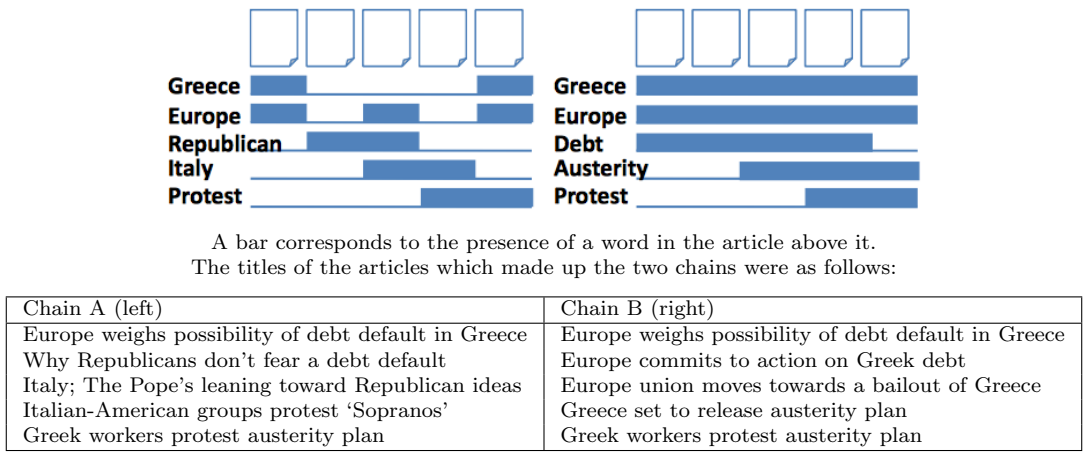 Greece
Europe
Republican
Italy
Protest
Greece
Europe
Debt
Austerity
Protest
A bar corresponds to the presence of a word in the article above it.
The titles of the articles which made up the two chains were as follows:
Chain A (left) Chain B (right)
Europe weighs possibility of debt default in Greece Europe weighs possibility of debt default in Greece
Why Republicans don't fear a debt default Europe commits to action on Greek debt
Italy; The Pope's leaning toward Republican ideas Europe union moves towards a bailout of Greece
Italian-American groups protest 'Sopranos' Greece set to release austerity plan
Greek workers protest austerity plan Greek workers protest austerity plan